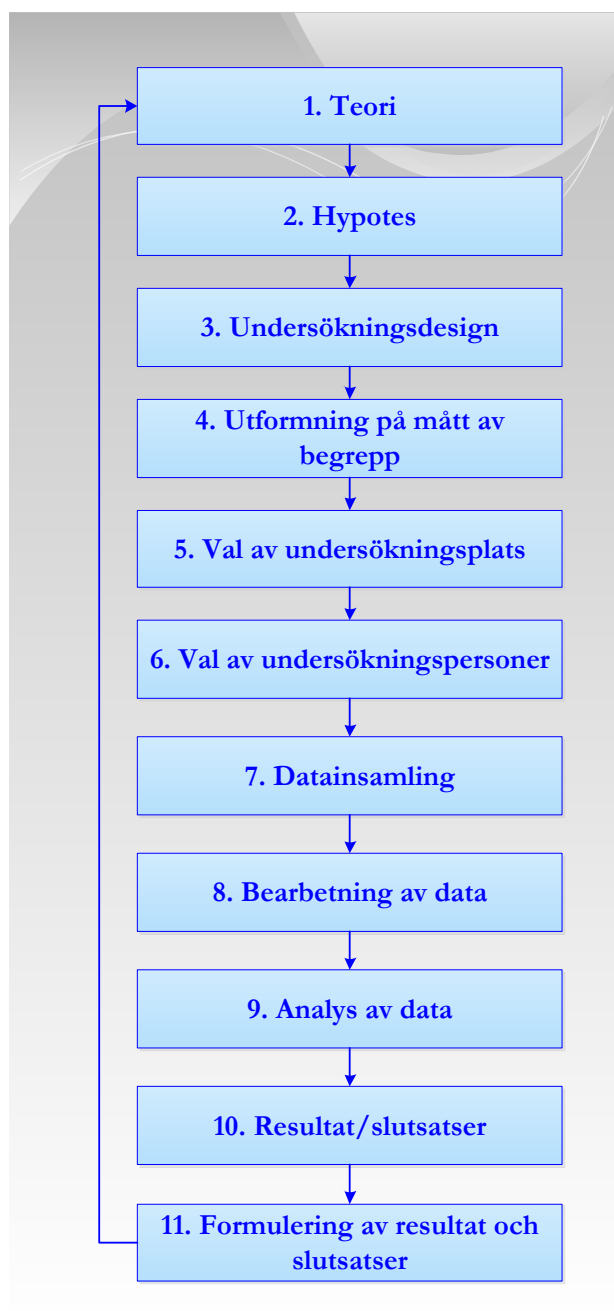 1. Teori
2. Hypotes
3. Undersökningsdesign
4. Utformning på mått av
begrepp
5. Val av undersökningsplats
6. Val av undersökningspersoner
7. Datainsamling
8. Bearbetning av data
9. Analys av data
10. Resultat/slutsatser
11. Formulering av resultat och
slutsatser